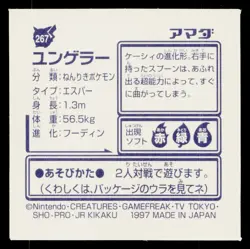 267
アマダ
ユンゲラー
分類:ねんりきポケモン
タイプ:エスパー
身長:1.3m
体重:56.5kg
進化:フーディン
ケーシィの進化形。右手に
持ったスプーンは、あふれ
出る超能力によって、すぐ
に曲がってしまう。
出現
ソフト
赤 緑 青
●あそびかた● 2人対戦で遊びます。
(くわしくは、パッケージのウラを見てネ)
©Nintendo・CREATURES・GAMEFREAK・TV TOKYO・
SHO-PRO・JR KIKAKU 1997 MADE IN JAPAN